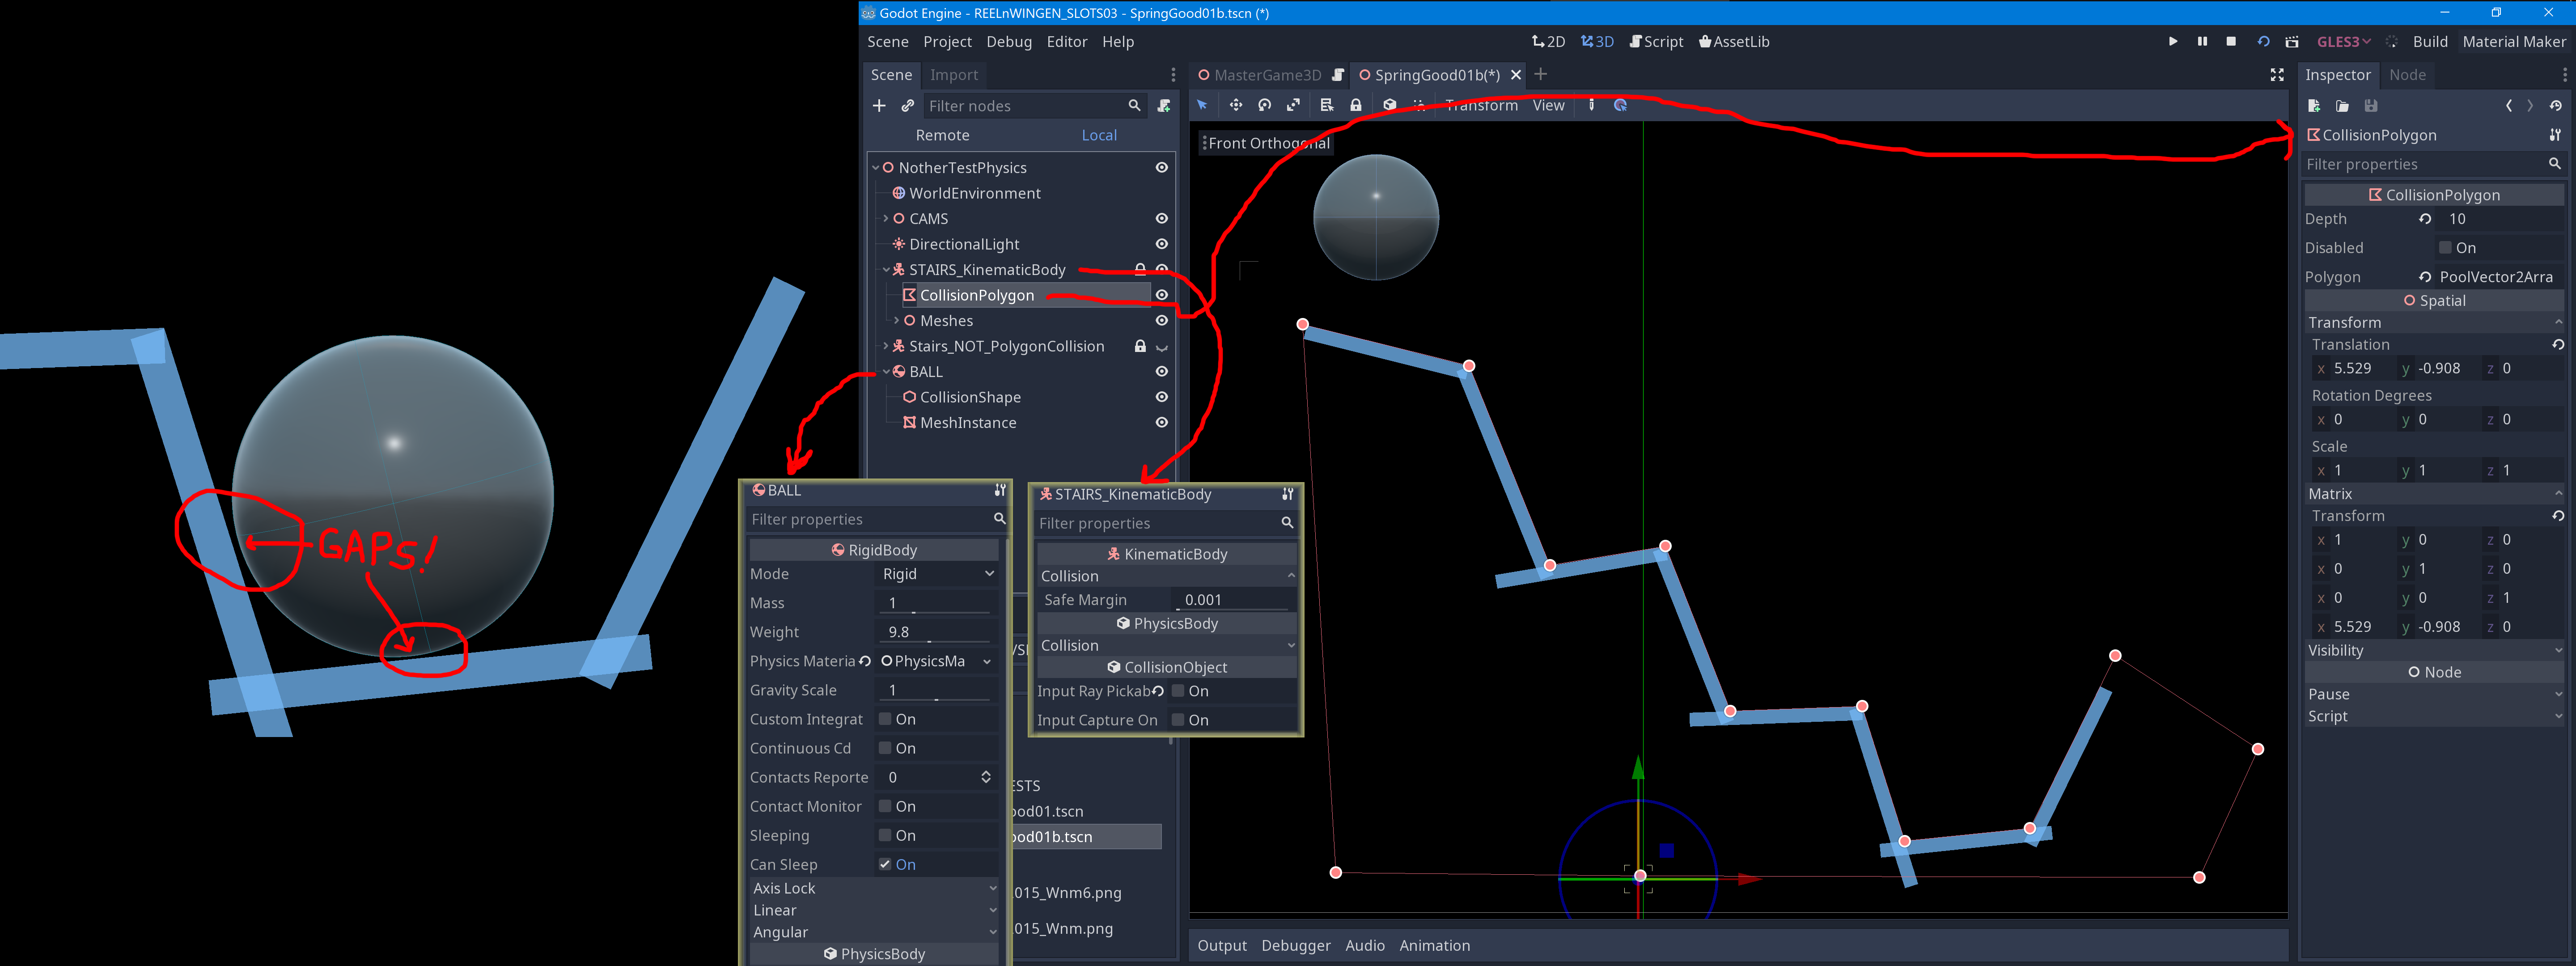 Godot Engine - REELnWINGEN_SLOTS03 - SpringGood01b.tscn (*)
Scene Project Debug Editor Help
2D 3D Script AssetLib
GLES3 Build Material Maker
Scene Import
MasterGame3D SpringGood01b(*)
Inspector Node
Filter nodes
Transform View
Remote Local
Front Orthogonal
CollisionPolygon
Filter properties
NotherTestPhysics
WorldEnvironment
CAMS
DirectionalLight
STAIRS_KinematicBody
CollisionPolygon
Meshes
Stairs_NOT_PolygonCollision
BALL
CollisionShape
MeshInstance
GAPS!
BALL
Filter properties
RigidBody
Mode Rigid
Mass 1
Weight 9.8
Physics Materia PhysicsMa
Gravity Scale 1
Custom Integrat On
Continuous Cd On
Contacts Reporte 0
Contact Monitor On
Sleeping On
Can Sleep On
Axis Lock
Linear
Angular
PhysicsBody
STAIRS_KinematicBody
Filter properties
KinematicBody
Collision
Safe Margin 0.001
PhysicsBody
Collision
CollisionObject
Input Ray Pickab On
Input Capture On On
ESTS
ood01.tscn
ood01b.tscn
015_Wnm6.png
015_Wnm.png
Output Debugger Audio Animation
CollisionPolygon
Depth 10
Disabled On
Polygon PoolVector2Arra
Spatial
Transform
Translation
x 5.529 y -0.908 z 0
Rotation Degrees
x 0 y 0 z 0
Scale
x 1 y 1 z 1
Matrix
Transform
x 1 y 0 z 0
x 0 y 1 z 0
x 0 y 0 z 1
x 5.529 y -0.908 z 0
Visibility
Node
Pause
Script